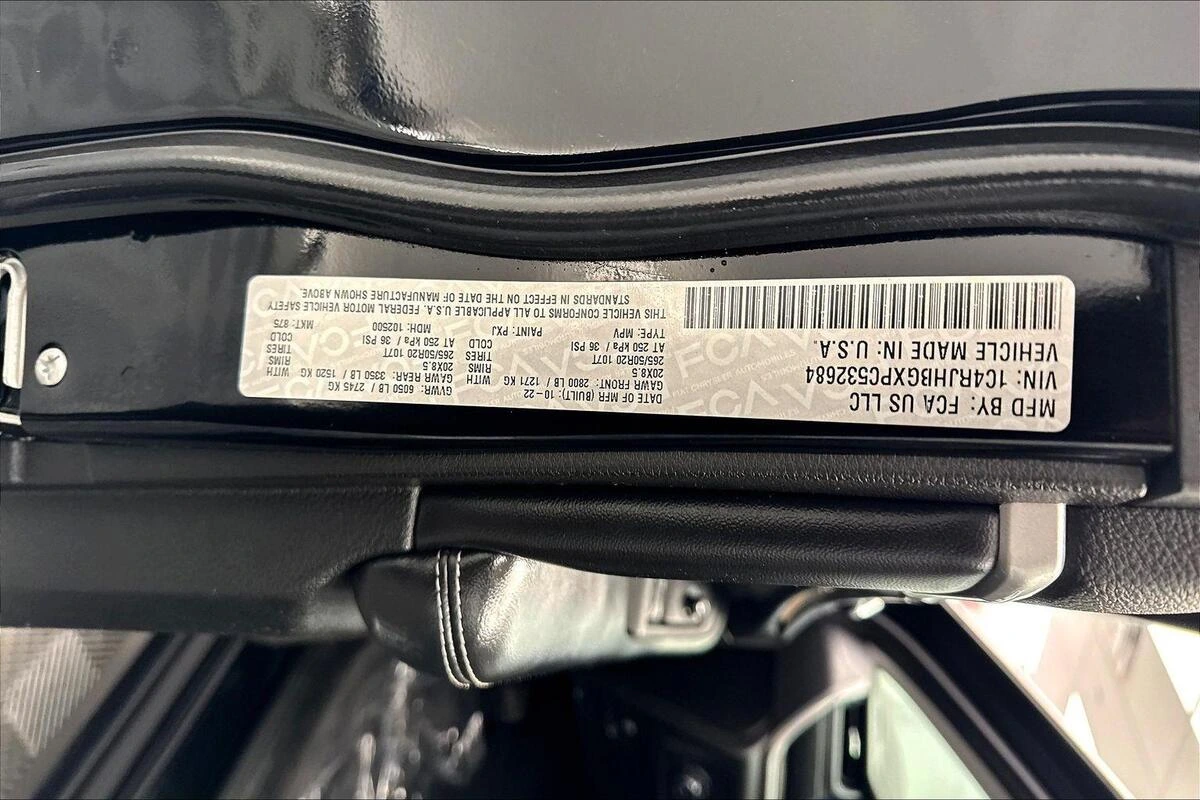 MFD BY: FCA US LLC
VIN: 1C4RJHBGXPC532684
VEHICLE MADE IN: U.S.A.
DATE OF MFR (BUILT): 10-22
GVWR: 6050 LB / 2745 KG
GAWR FRONT: 2800 LB / 1271 KG WITH
20X8.5 RIMS
265/50R20 107T TIRES
AT 250 kPa / 36 PSI COLD
GAWR REAR: 3350 LB / 1520 KG WITH
20X8.5 RIMS
265/50R20 107T TIRES
AT 250 kPa / 36 PSI COLD
TYPE: MPV PAINT: PXJ MDH: 102500 MKT: 875
THIS VEHICLE CONFORMS TO ALL APPLICABLE U.S.A. FEDERAL MOTOR VEHICLE SAFETY
STANDARDS IN EFFECT ON THE DATE OF MANUFACTURE SHOWN ABOVE.